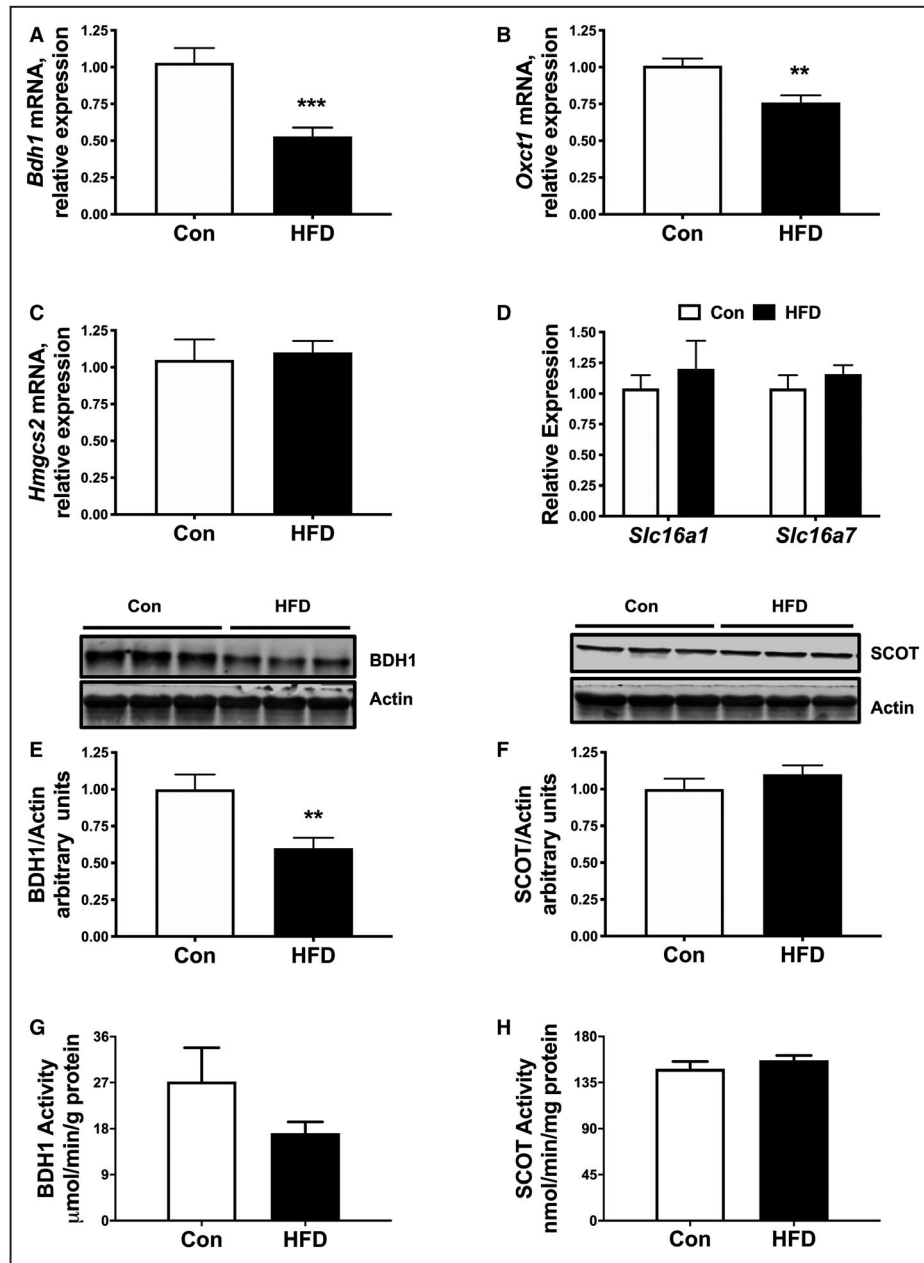 A
Bdh1 mRNA,
relative expression
1.25
1.00
0.75
0.50
0.25
0.00
***
Con
HFD
B
Oxct1 mRNA,
relative expression
1.25
1.00
0.75
0.50
0.25
0.00
**
Con
HFD
C
Hmgcs2 mRNA,
relative expression
1.25
1.00
0.75
0.50
0.25
0.00
Con
HFD
D
Con
HFD
Relative Expression
1.50
1.25
1.00
0.75
0.50
0.25
0.00
Slc16a1
Slc16a7
Con
HFD
BDH1
Actin
E
BDH1/Actin
arbitrary units
1.25
1.00
0.75
0.50
0.25
0.00
**
Con
HFD
Con
HFD
SCOT
Actin
F
SCOT/Actin
arbitrary units
1.25
1.00
0.75
0.50
0.25
0.00
Con
HFD
G
BDH1 Activity
μmol/min/g protein
36
27
18
9
0
Con
HFD
H
SCOT Activity
nmol/min/mg protein
180
135
90
45
0
Con
HFD